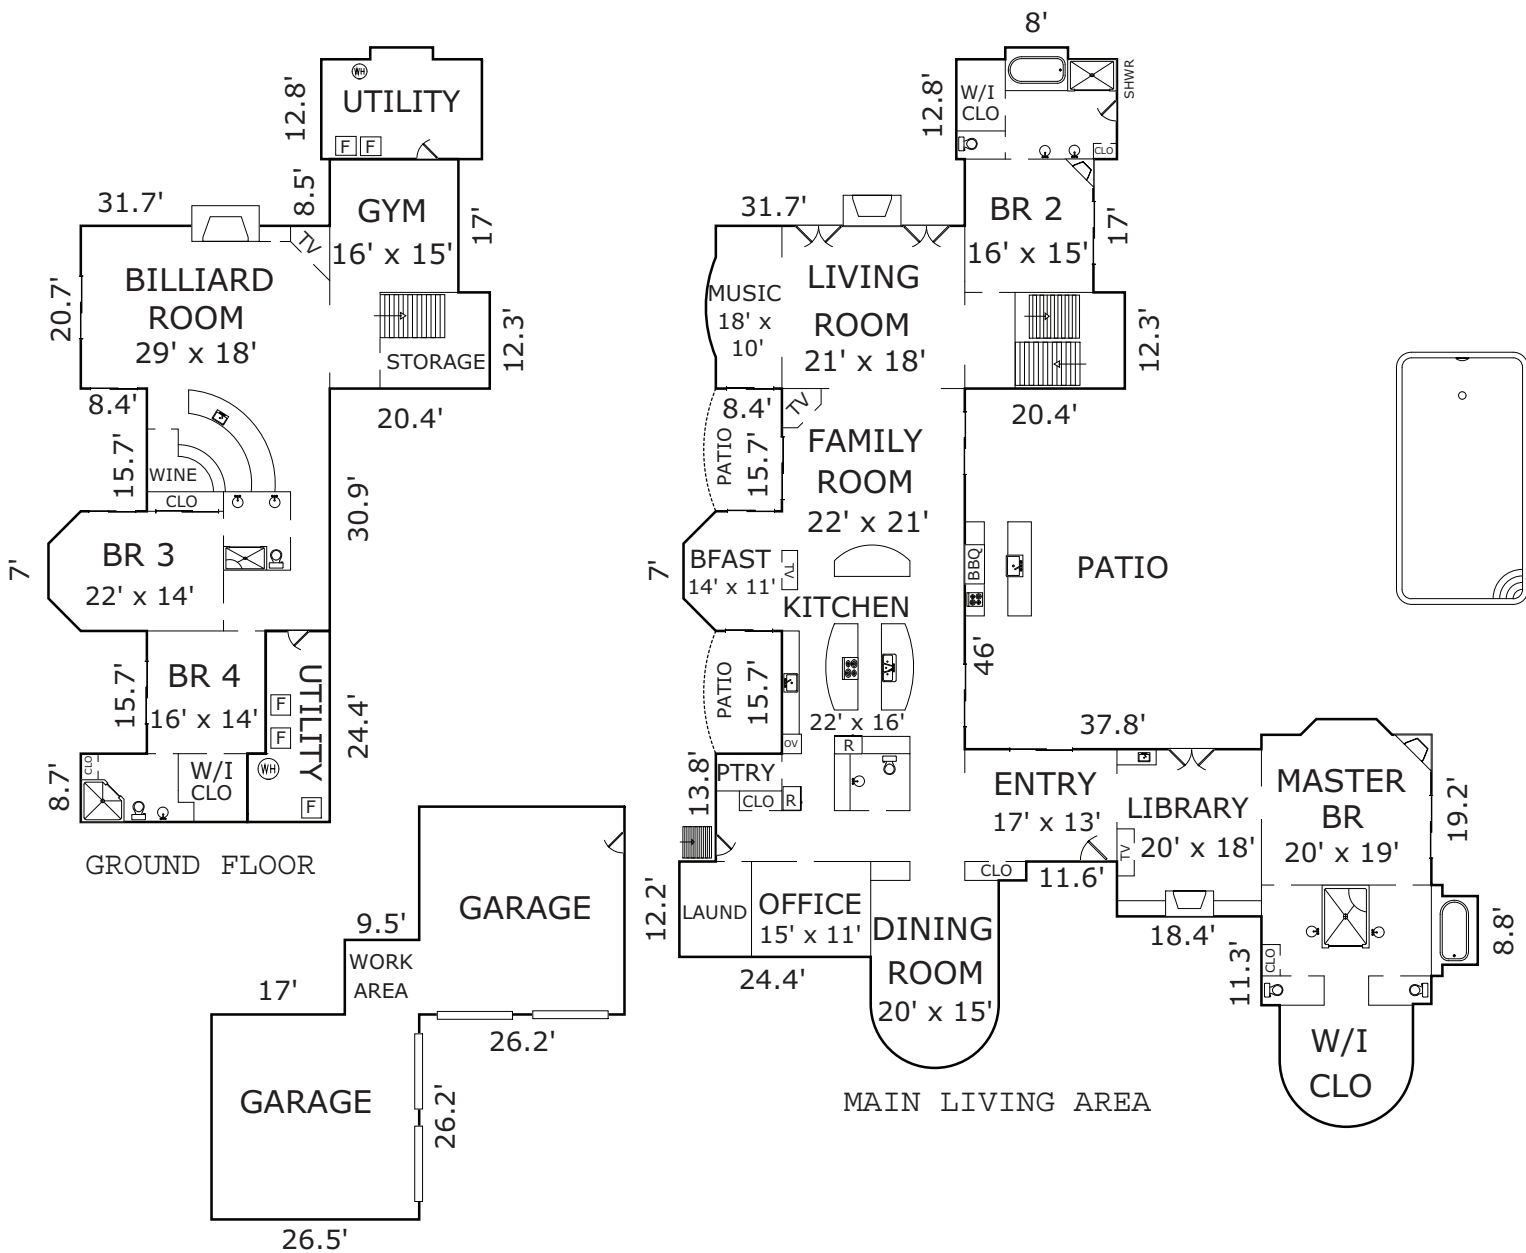 12.8'
WH
UTILITY
F F
8.5'
31.7'
GYM
16' x 15'
17'
TV
BILLIARD
ROOM
29' x 18'
20.7'
STORAGE
12.3'
8.4'
20.4'
15.7'
WINE
CLO
30.9'
BR 3
22' x 14'
7'
BR 4
16' x 14'
15.7'
UTILITY
F
F
WH
F
24.4'
CLO
W/I
CLO
8.7'
GROUND FLOOR
GARAGE
9.5'
WORK
AREA
17'
26.2'
GARAGE
26.2'
26.5'
8'
12.8'
W/I
CLO
SHWR
CLO
31.7'
BR 2
16' x 15'
17'
MUSIC
18' x
10'
LIVING
ROOM
21' x 18'
12.3'
8.4'
TV
20.4'
PATIO
15.7'
FAMILY
ROOM
22' x 21'
7'
BFAST
14' x 11'
TV
BBQ
PATIO
KITCHEN
46'
PATIO
15.7'
22' x 16'
OV
R
37.8'
13.8'
PTRY
CLO
R
ENTRY
17' x 13'
LIBRARY
20' x 18'
TV
MASTER
BR
20' x 19'
19.2'
CLO
11.6'
12.2'
LAUND
OFFICE
15' x 11'
24.4'
DINING
ROOM
20' x 15'
18.4'
11.3'
CLO
8.8'
W/I
CLO
MAIN LIVING AREA